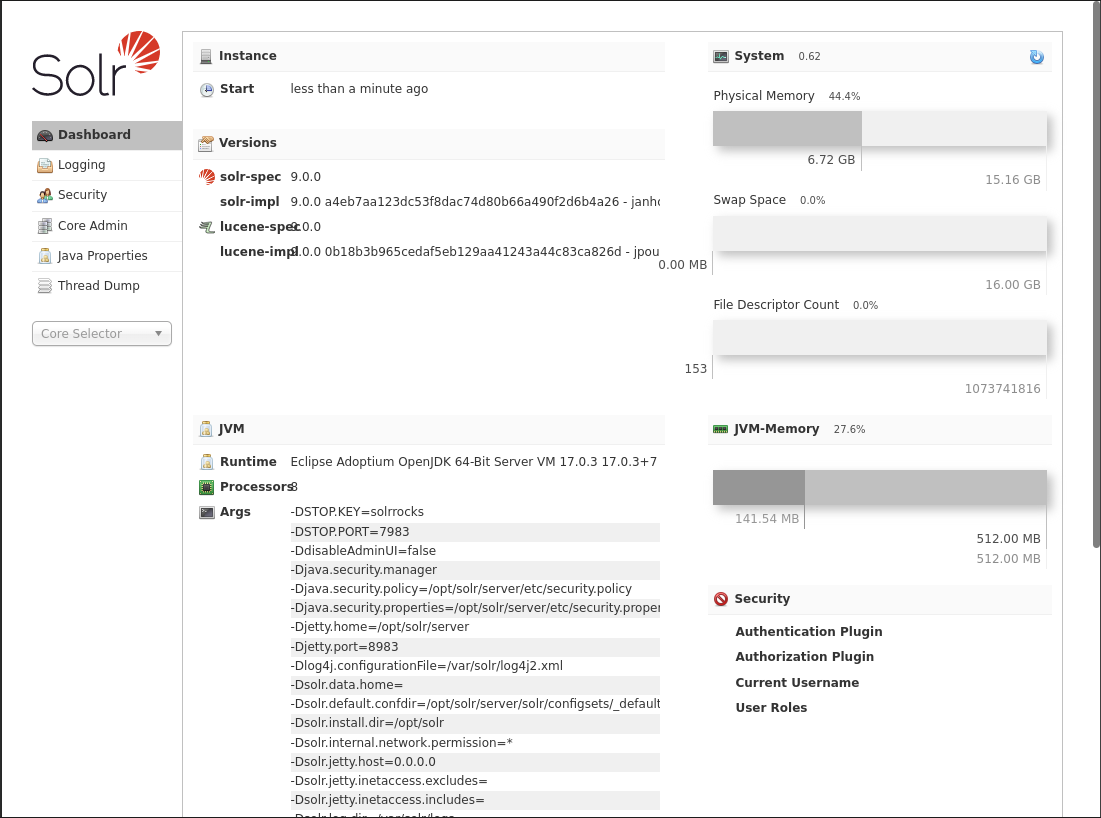 Solr
Dashboard
Logging
Security
Core Admin
Java Properties
Thread Dump
Core Selector
Instance
Start less than a minute ago
Versions
solr-spec 9.0.0
solr-impl 9.0.0 a4eb7aa123dc53f8dac74d80b66a490f2d6b4a26 - janho
lucene-spec 9.0.0
lucene-impl 9.0.0 0b18b3b965cedaf5eb129aa41243a44c83ca826d - jpou
JVM
Runtime Eclipse Adoptium OpenJDK 64-Bit Server VM 17.0.3 17.0.3+7
Processors 8
Args -DSTOP.KEY=solrrocks
-DSTOP.PORT=7983
-DdisableAdminUI=false
-Djava.security.manager
-Djava.security.policy=/opt/solr/server/etc/security.policy
-Djava.security.properties=/opt/solr/server/etc/security.proper
-Djetty.home=/opt/solr/server
-Djetty.port=8983
-Dlog4j.configurationFile=/var/solr/log4j2.xml
-Dsolr.data.home=
-Dsolr.default.confdir=/opt/solr/server/solr/configsets/_default
-Dsolr.install.dir=/opt/solr
-Dsolr.internal.network.permission=*
-Dsolr.jetty.host=0.0.0.0
-Dsolr.jetty.inetaccess.excludes=
-Dsolr.jetty.inetaccess.includes=
System 0.62
Physical Memory 44.4%
6.72 GB
15.16 GB
Swap Space 0.0%
0.00 MB
16.00 GB
File Descriptor Count 0.0%
153
1073741816
JVM-Memory 27.6%
141.54 MB
512.00 MB
512.00 MB
Security
Authentication Plugin
Authorization Plugin
Current Username
User Roles